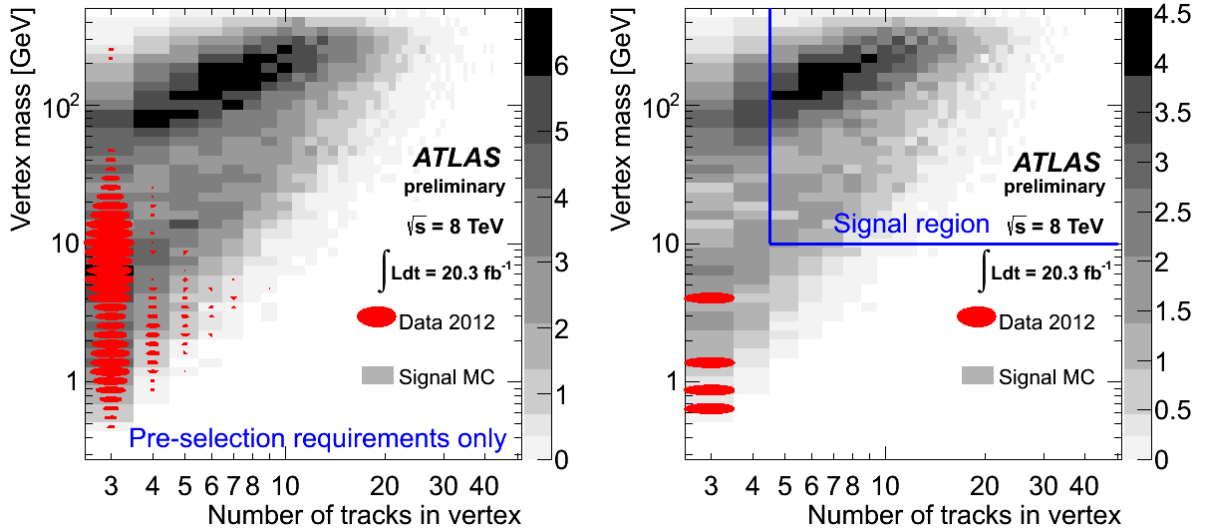 Vertex mass [GeV]
10²
10
1
ATLAS
preliminary
√s = 8 TeV
∫ Ldt = 20.3 fb⁻¹
Data 2012
Signal MC
Pre-selection requirements only
3 4 5 6 7 8 10 20 30 40
Number of tracks in vertex
6
5
4
3
2
1
0
Vertex mass [GeV]
10²
10
1
ATLAS
preliminary
Signal region
√s = 8 TeV
∫ Ldt = 20.3 fb⁻¹
Data 2012
Signal MC
3 4 5 6 7 8 10 20 30 40
Number of tracks in vertex
4.5
4
3.5
3
2.5
2
1.5
1
0.5
0